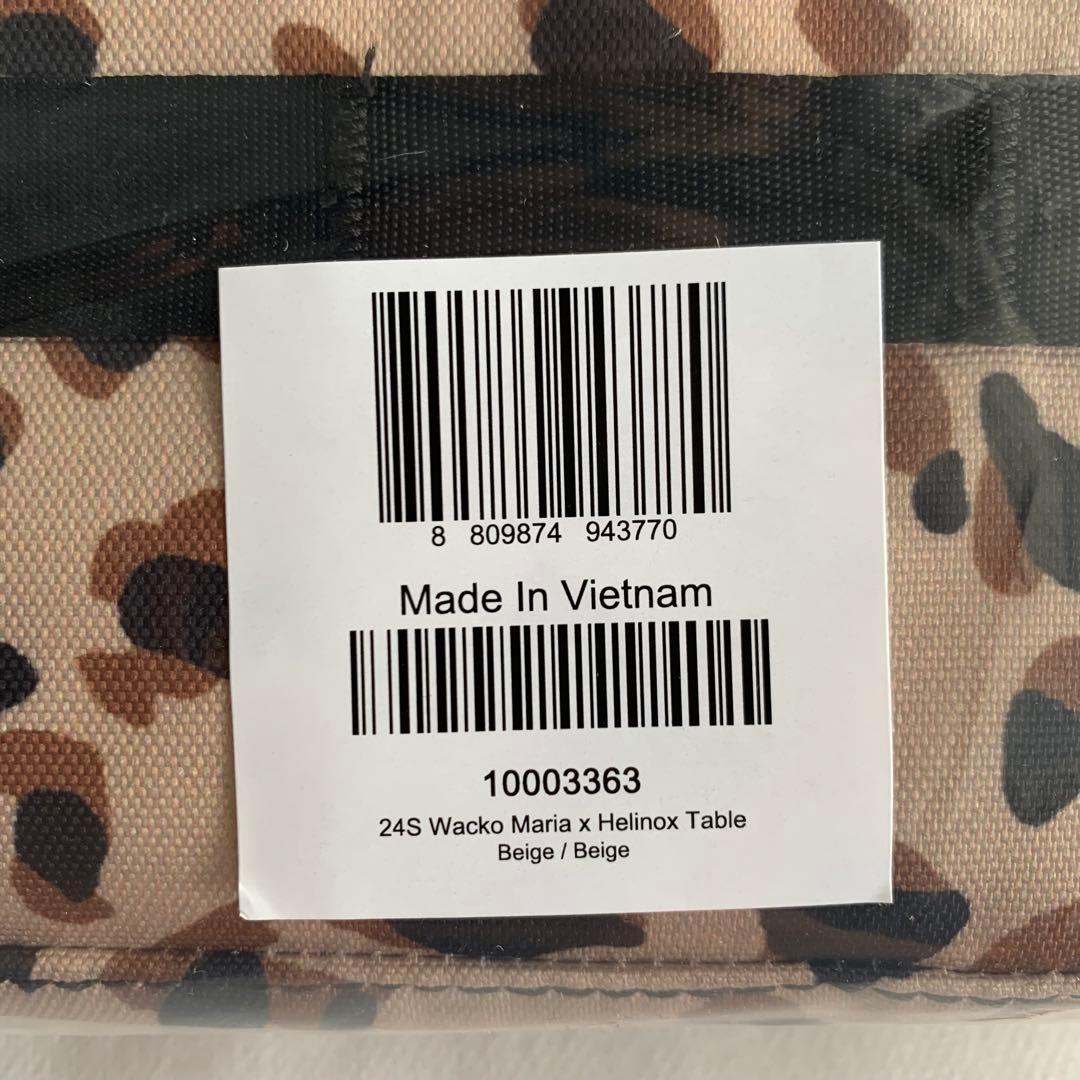 8 809874 943770
Made In Vietnam
10003363
24S Wacko Maria x Helinox Table
Beige / Beige